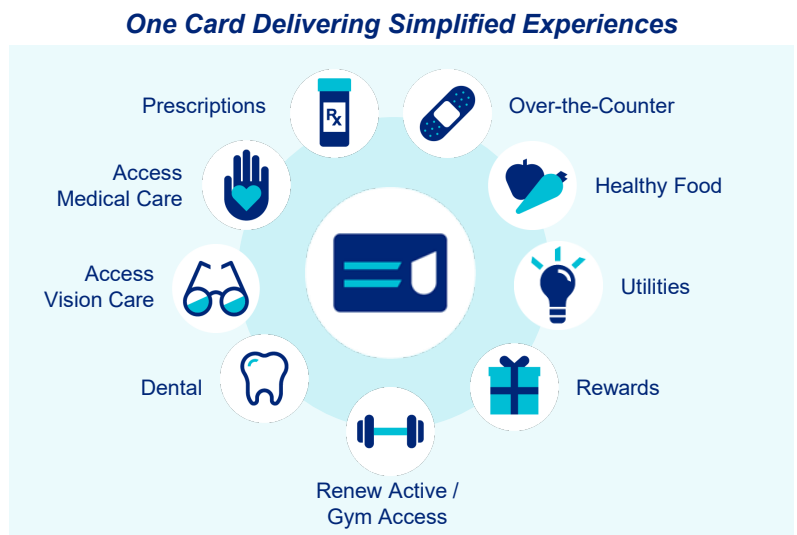 One Card Delivering Simplified Experiences
Prescriptions
Over-the-Counter
Rx
Access
Medical Care
Healthy Food
Access
Vision Care
Utilities
Dental
Rewards
Renew Active /
Gym Access